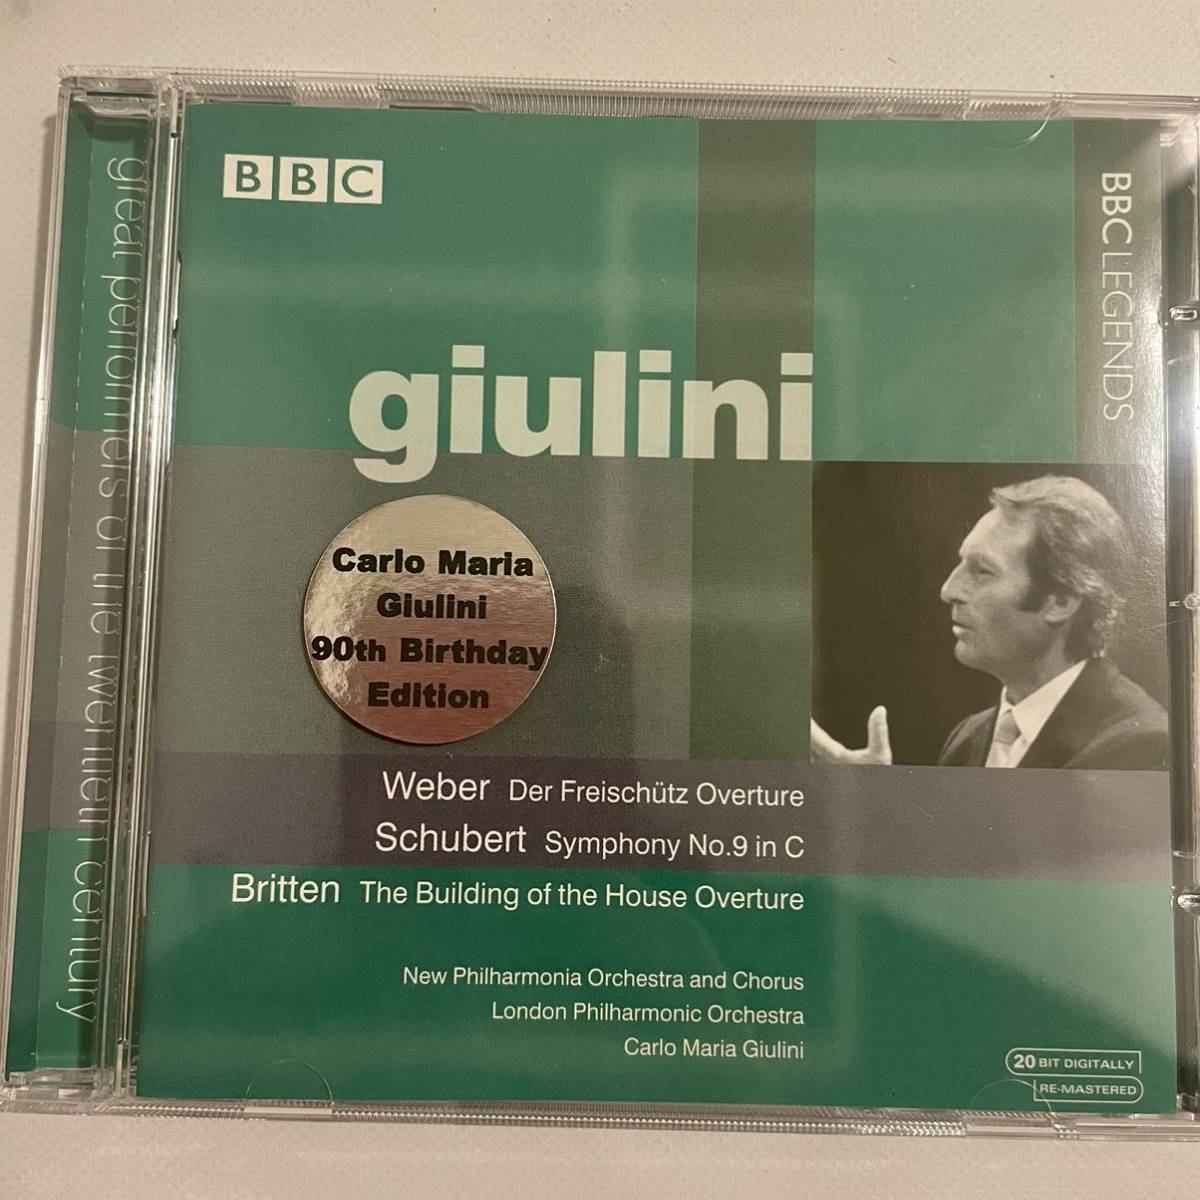 BBC
BBC LEGENDS
great performers of the twentieth century
giulini
Carlo Maria
Giulini
90th Birthday
Edition
Weber Der Freischütz Overture
Schubert Symphony No.9 in C
Britten The Building of the House Overture
New Philharmonia Orchestra and Chorus
London Philharmonic Orchestra
Carlo Maria Giulini
20 BIT DIGITALLY
RE-MASTERED